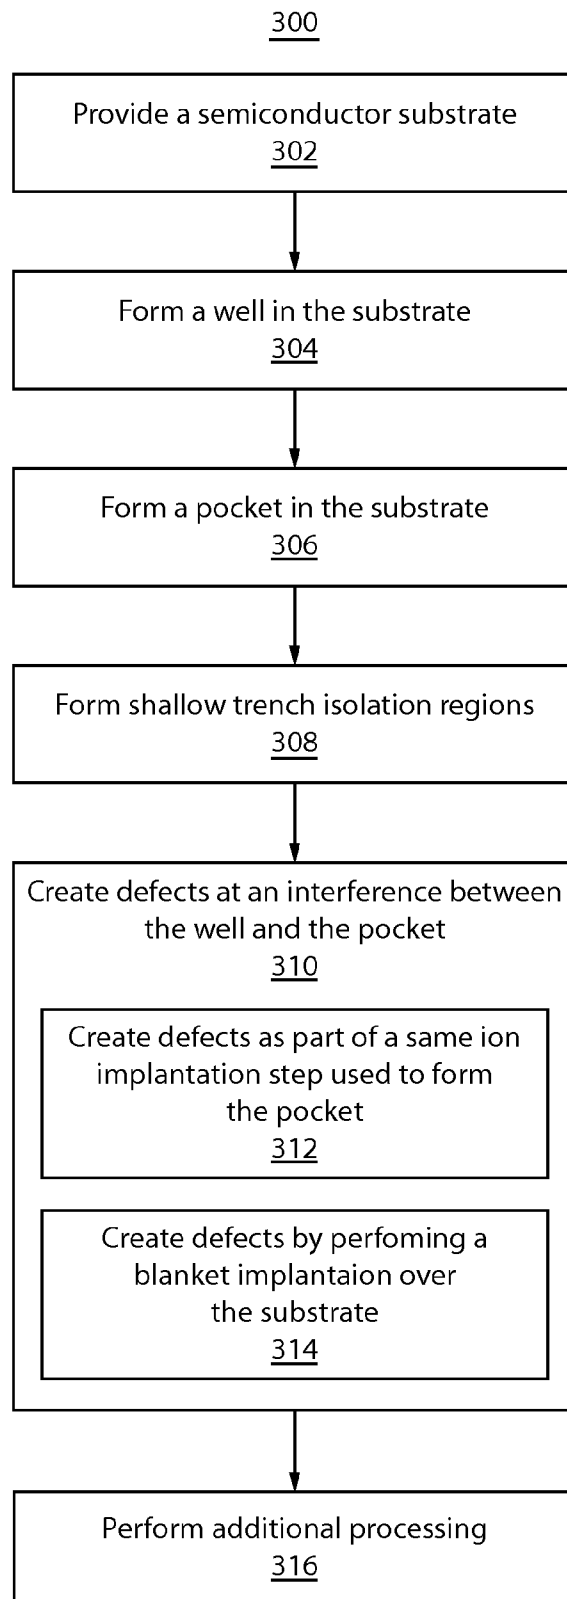 300
Provide a semiconductor substrate
302
Form a well in the substrate
304
Form a pocket in the substrate
306
Form shallow trench isolation regions
308
Create defects at an interference between
the well and the pocket
310
Create defects as part of a same ion
implantation step used to form
the pocket
312
Create defects by perfoming a
blanket implantaion over
the substrate
314
Perform additional processing
316